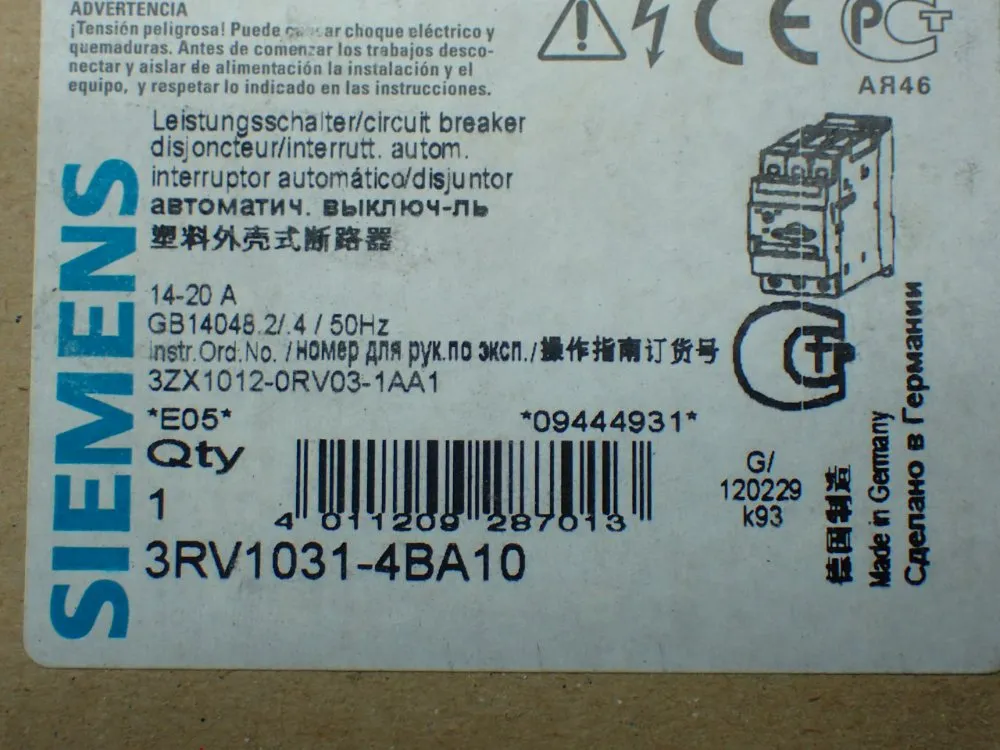 ADVERTENCIA
¡Tensión peligrosa! Puede causar choque eléctrico y
quemaduras. Antes de comenzar los trabajos desco-
nectar y aislar de alimentación la instalación y el
equipo, y respetar lo indicado en las instrucciones.
CE
PCT
АЯ46
SIEMENS
Leistungsschalter/circuit breaker
disjoncteur/interrutt. autom.
interruptor automático/disjuntor
автоматич. выключ-ль
塑料外壳式断路器
14-20 A
GB14048.2/.4 / 50Hz
Instr.Ord.No. /номер для рук.по эксп./操作指南订货号
3ZX1012-0RV03-1AA1
*E05*
*09444931*
Qty
1
4 011209 287013
3RV1031-4BA10
G/
120229
k93
德国制造
Made in Germany
Сделано в Германии